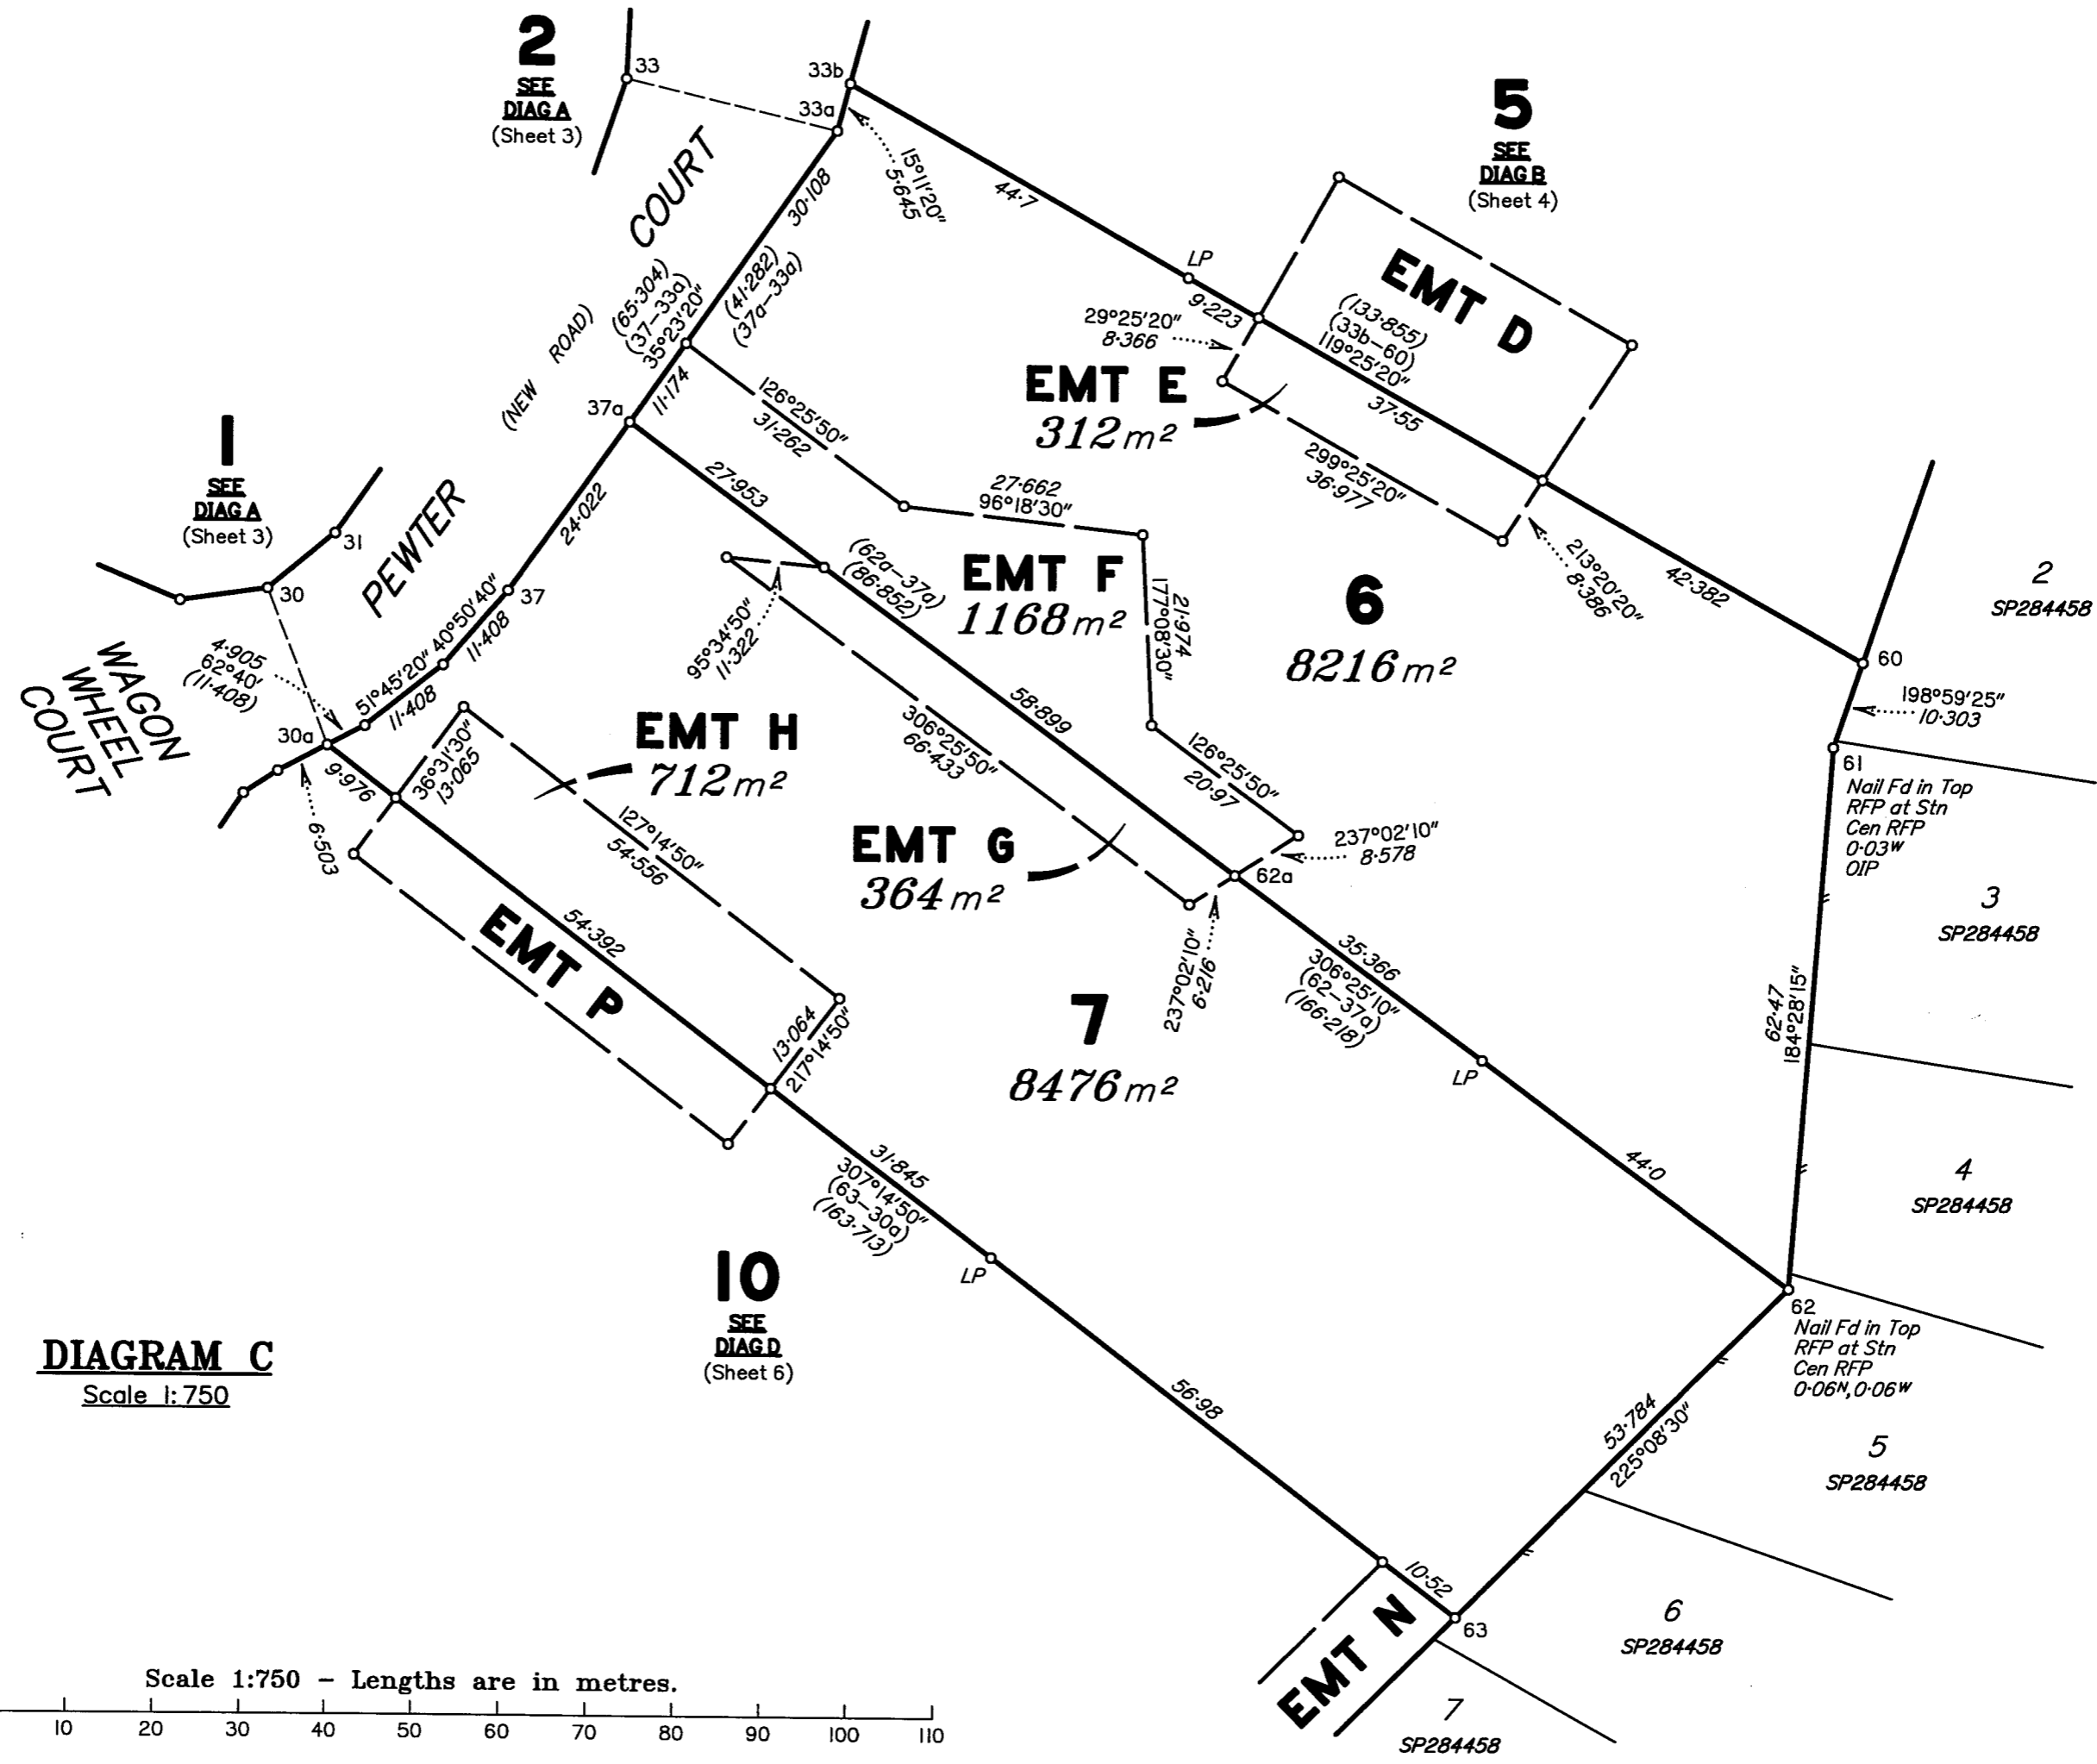 2
SEE
DIAG A
(Sheet 3)
33
33b
33a
15°11'20"
5·645
COURT
30·108
(41·282)
(37a-33a)
(65·304)
(37-33a)
35°23'20"
(NEW ROAD)
44·7
LP
9·223
5
SEE
DIAG B
(Sheet 4)
EMT D
(133·855)
(33b-60)
119°25'20"
37·55
29°25'20"
8·366
EMT E
312m²
299°25'20"
36·977
213°20'20"
8·386
42·382
2
SP284458
60
198°59'25"
10·303
61
Nail Fd in Top
RFP at Stn
Cen RFP
0·03W
OIP
1
SEE
DIAG A
(Sheet 3)
31
30
PEWTER
37a
11·174
24·022
37
40°50'40"
11·408
51°45'20"
11·408
4·905
62°40'
(11·408)
WAGON
WHEEL
COURT
30a
6·503
9·976
126°25'50"
31·262
27·662
96°18'30"
27·953
(62a-37a)
(86·852)
EMT F
1168m²
21·974
177°08'30"
6
8216m²
95°34'50"
11·322
58·899
306°25'50"
66·433
126°25'50"
20·97
237°02'10"
8·578
62a
36°31'30"
13·065
EMT H
712m²
127°14'50"
54·556
EMT G
364m²
237°02'10"
6·216
35·366
306°25'10"
(62-37a)
(166·218)
LP
44·0
3
SP284458
62·47
184°28'15"
4
SP284458
54·392
EMT P
13·064
217°14'50"
7
8476m²
31·845
307°14'50"
(63-30a)
(163·713)
LP
10
SEE
DIAG D
(Sheet 6)
56·98
62
Nail Fd in Top
RFP at Stn
Cen RFP
0·06N, 0·06W
53·784
225°08'30"
5
SP284458
10·52
63
EMT N
6
SP284458
7
SP284458
DIAGRAM C
Scale 1:750
Scale 1:750 – Lengths are in metres.
10 20 30 40 50 60 70 80 90 100 110